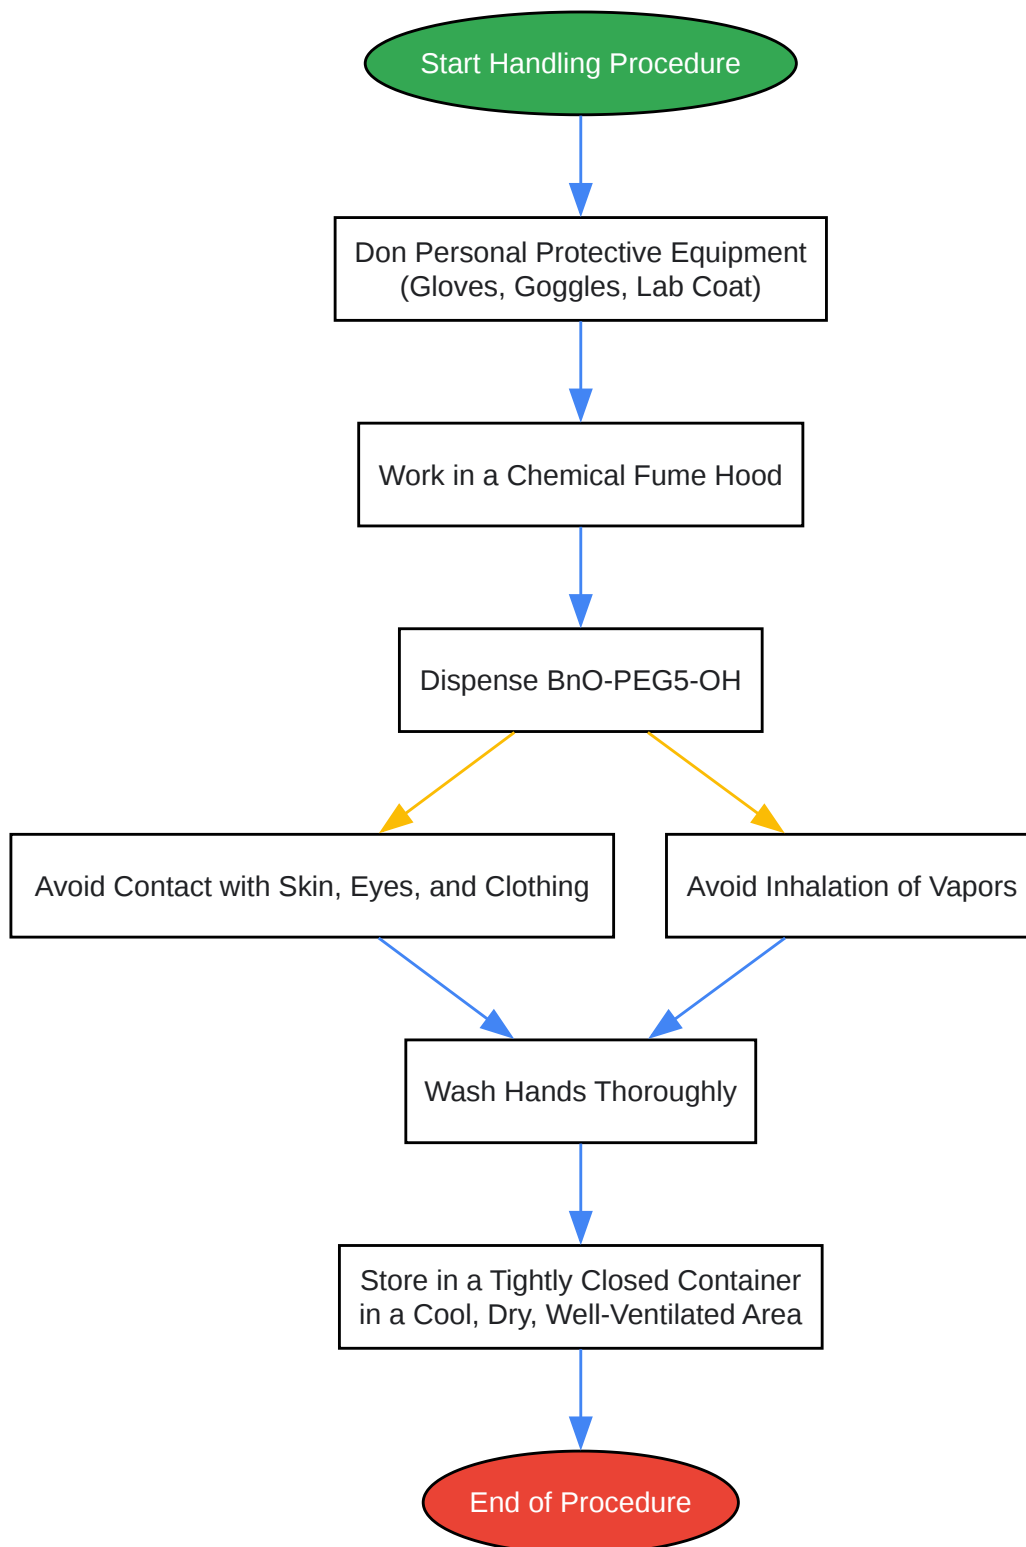 Start Handling Procedure
Don Personal Protective Equipment
(Gloves, Goggles, Lab Coat)
Work in a Chemical Fume Hood
Dispense BnO-PEG5-OH
Avoid Contact with Skin, Eyes, and Clothing
Avoid Inhalation of Vapors
Wash Hands Thoroughly
Store in a Tightly Closed Container
in a Cool, Dry, Well-Ventilated Area
End of Procedure